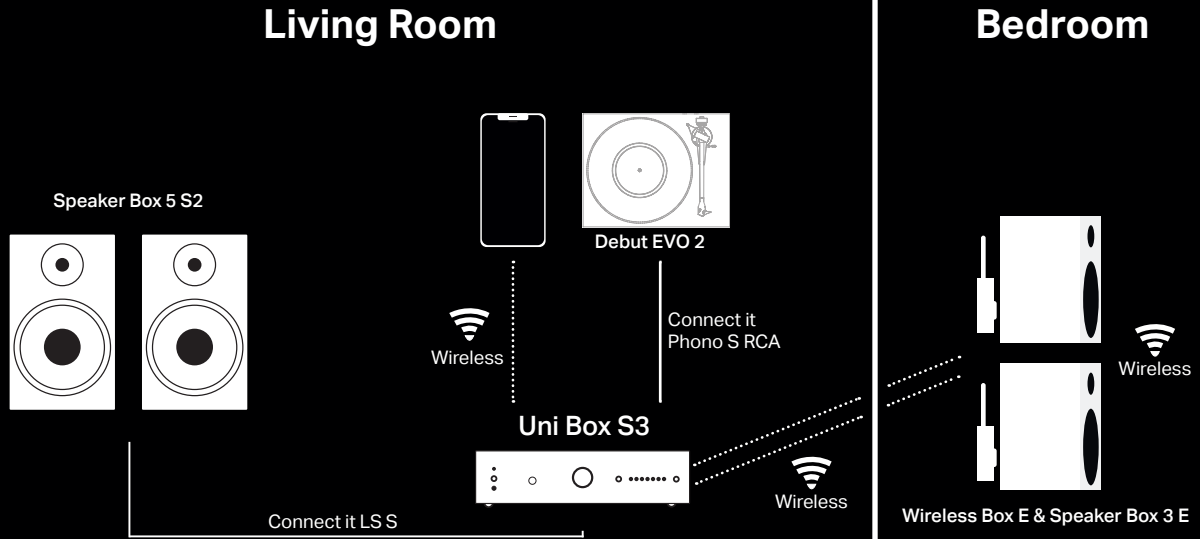 Living Room
Bedroom
Speaker Box 5 S2
Debut EVO 2
Connect it
Phono S RCA
Wireless
Wireless
Uni Box S3
Wireless
Connect it LS S
Wireless Box E & Speaker Box 3 E